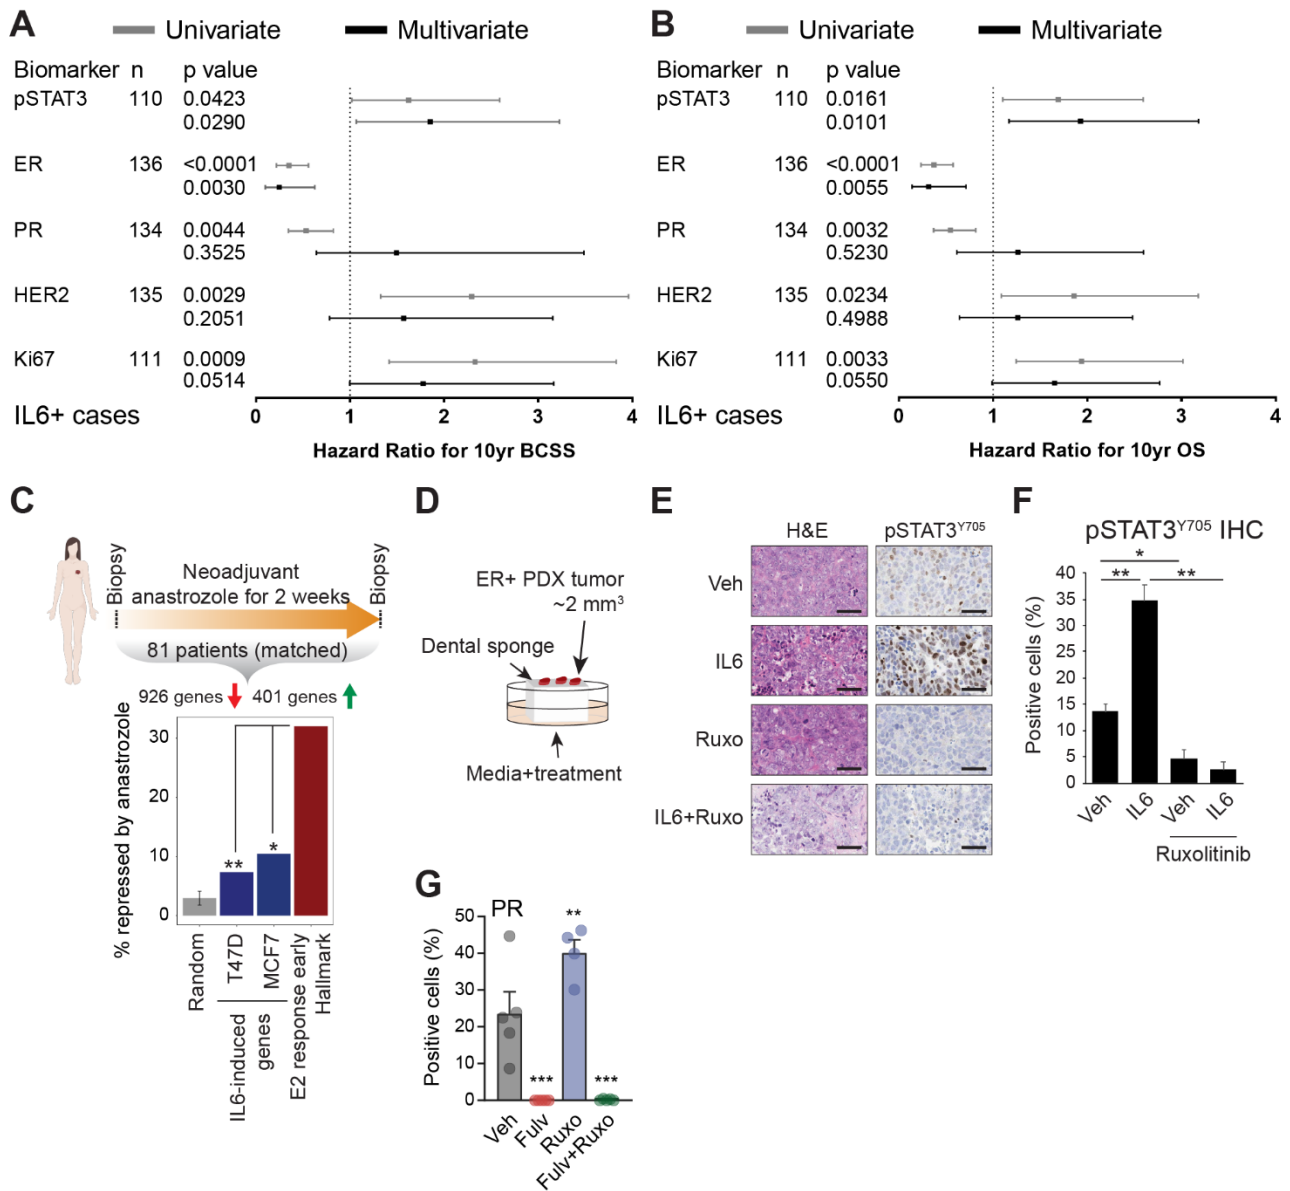 A
Univariate
Multivariate
Biomarker n p value
pSTAT3 110 0.0423
0.0290
ER 136 <0.0001
0.0030
PR 134 0.0044
0.3525
HER2 135 0.0029
0.2051
Ki67 111 0.0009
0.0514
IL6+ cases
0 1 2 3 4
Hazard Ratio for 10yr BCSS
B
Univariate
Multivariate
Biomarker n p value
pSTAT3 110 0.0161
0.0101
ER 136 <0.0001
0.0055
PR 134 0.0032
0.5230
HER2 135 0.0234
0.4988
Ki67 111 0.0033
0.0550
IL6+ cases
0 1 2 3 4
Hazard Ratio for 10yr OS
C
Biopsy
Neoadjuvant
anastrozole for 2 weeks
Biopsy
81 patients (matched)
926 genes
401 genes
% repressed by anastrozole
30
20
10
0
**
*
Random
T47D
MCF7
IL6-induced
genes
E2 response early
Hallmark
D
ER+ PDX tumor
~2 mm³
Dental sponge
Media+treatment
E
H&E
pSTAT3Y705
Veh
IL6
Ruxo
IL6+Ruxo
F
pSTAT3Y705 IHC
*
** **
Positive cells (%)
40
35
30
25
20
15
10
5
0
Veh
IL6
Veh
IL6
Ruxolitinib
G
PR
Positive cells (%)
50
40
30
20
10
0
***
**
***
Veh
Fulv
Ruxo
Fulv+Ruxo